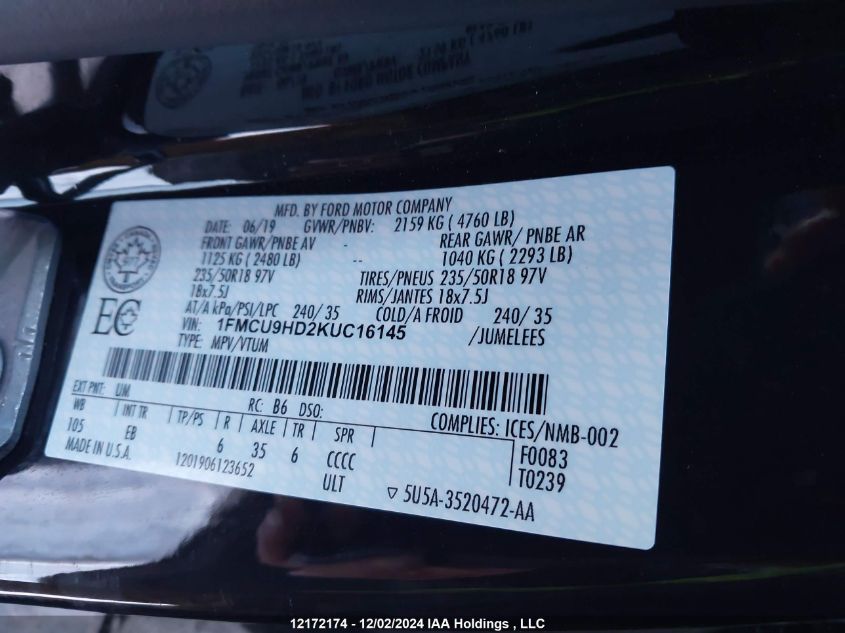 MFD. BY FORD MOTOR COMPANY
DATE: 06/19 GVWR/PNBV: 2159 KG ( 4760 LB)
FRONT GAWR/PNBE AV - REAR GAWR/ PNBE AR
1125 KG ( 2480 LB) -- 1040 KG ( 2293 LB)
235/50R18 97V TIRES/PNEUS 235/50R18 97V
18x7.5J RIMS/JANTES 18x7.5J
AT/A kPa/PSI/LPC 240/ 35 COLD/A FROID 240/ 35
EC VIN: 1FMCU9HD2KUC16145 /JUMELEES
TYPE: MPV/VTUM
EXT PNT: UM RC: B6 DSO: COMPLIES: ICES/NMB-002
WB INT TR TP/PS R AXLE TR SPR F0083
105 EB 6 35 6 CCCC T0239
MADE IN U.S.A. 1201906123652 ULT 5U5A-3520472-AA
12172174 - 12/02/2024 IAA Holdings , LLC